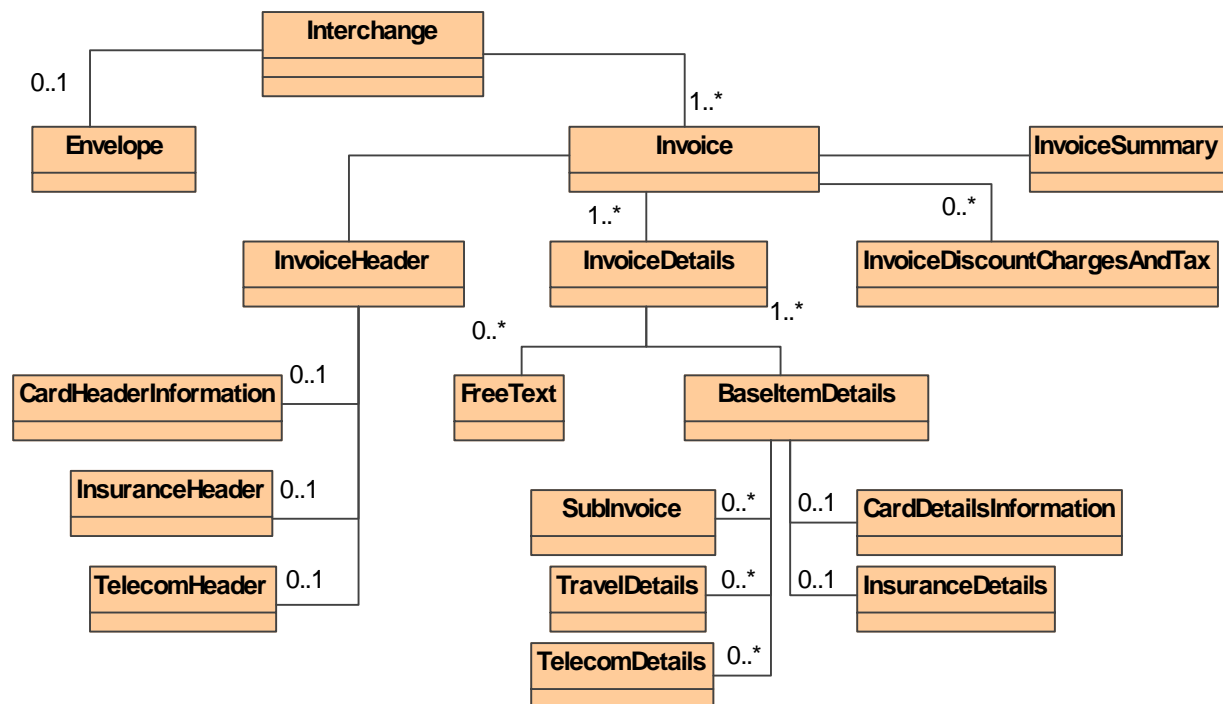 Interchange
0..1
1..*
Envelope
Invoice
InvoiceSummary
1..*
0..*
InvoiceHeader
InvoiceDetails
InvoiceDiscountChargesAndTax
0..*
1..*
0..1
CardHeaderInformation
FreeText
BaseItemDetails
InsuranceHeader
0..1
SubInvoice
0..*
0..1
CardDetailsInformation
TelecomHeader
0..1
TravelDetails
0..*
0..1
InsuranceDetails
TelecomDetails
0..*